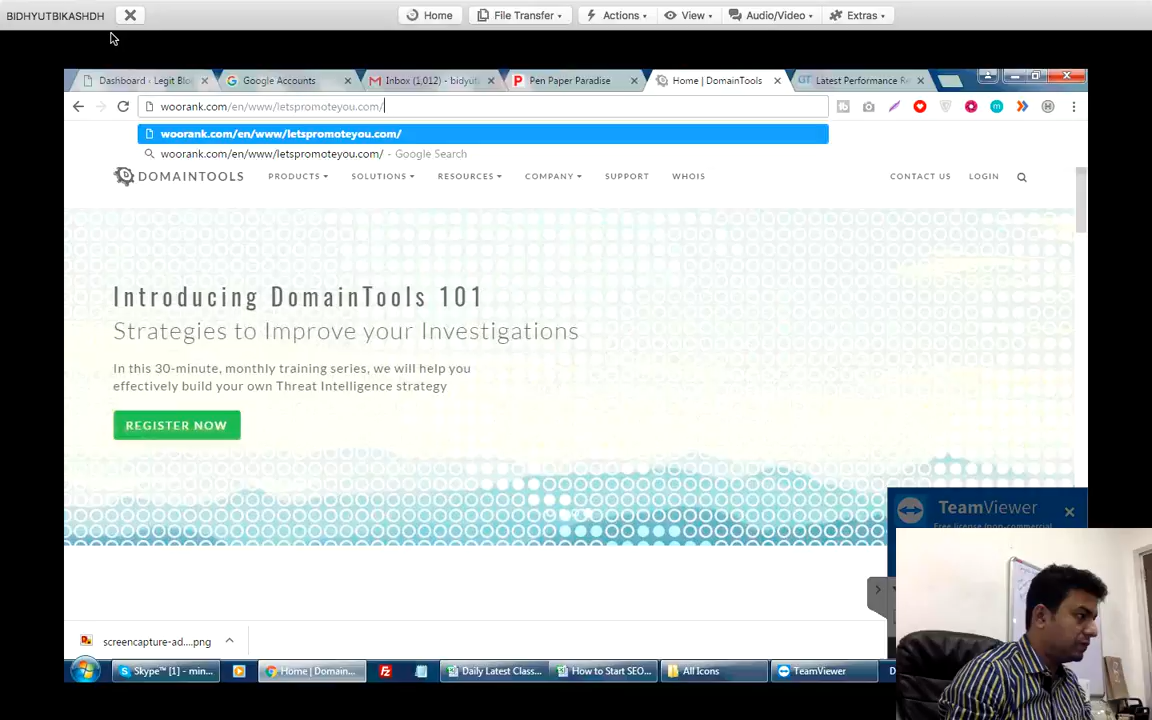 BIDHYUTBIKASHDH
Home
File Transfer
Actions
View
Audio/Video
Extras
Dashboard - Legit Blo
Google Accounts
Inbox (1,012) - bidyut
Pen Paper Paradise
Home | DomainTools
Latest Performance Re
woorank.com/en/www/letspromoteyou.com/
woorank.com/en/www/letspromoteyou.com/
woorank.com/en/www/letspromoteyou.com/ - Google Search
DOMAINTOOLS
PRODUCTS
SOLUTIONS
RESOURCES
COMPANY
SUPPORT
WHOIS
CONTACT US
LOGIN
Introducing DomainTools 101
Strategies to Improve your Investigations
In this 30-minute, monthly training series, we will help you
effectively build your own Threat Intelligence strategy
REGISTER NOW
TeamViewer
Free license (non-commercial
screencapture-ad....png
Skype™ [1] - min...
Home | Domain...
Daily Latest Class...
How to Start SEO...
All Icons
TeamViewer